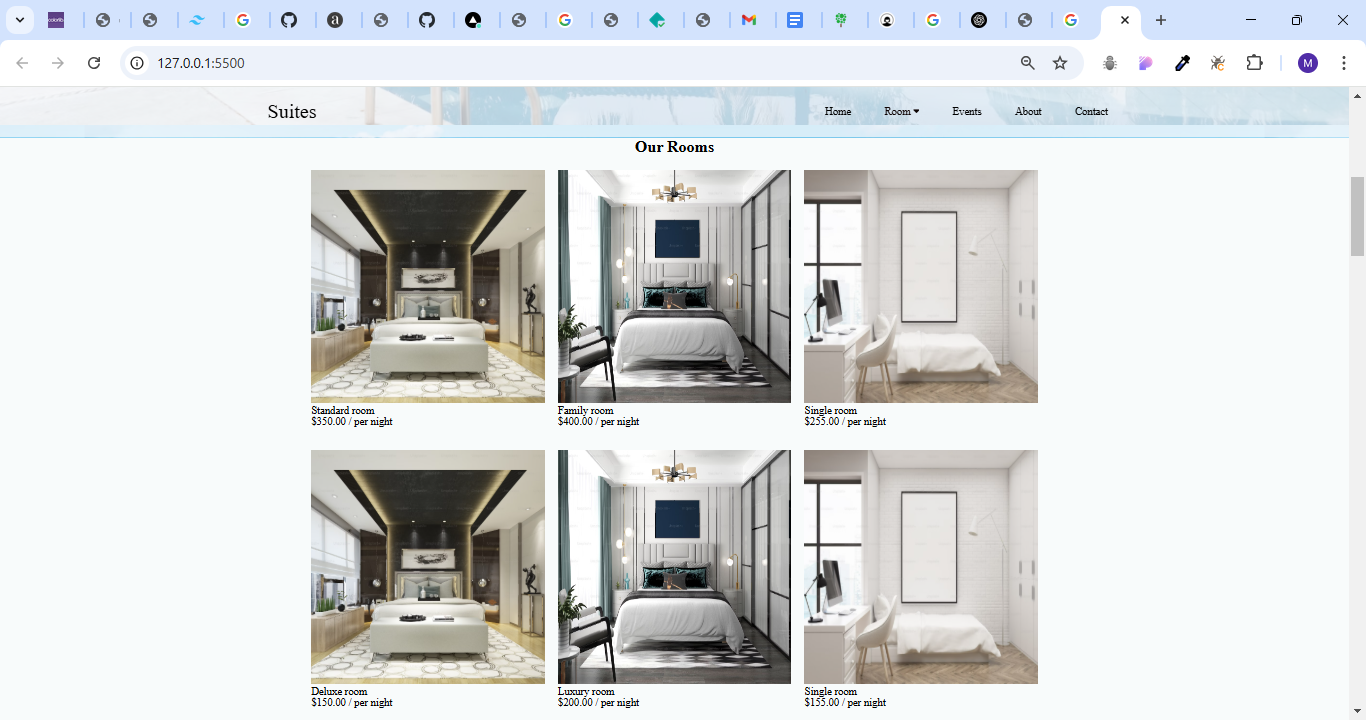 127.0.0.1:5500
M
Suites
Home Room Events About Contact
Our Rooms
Standard room
$350.00 / per night
Family room
$400.00 / per night
Single room
$255.00 / per night
Deluxe room
$150.00 / per night
Luxury room
$200.00 / per night
Single room
$155.00 / per night